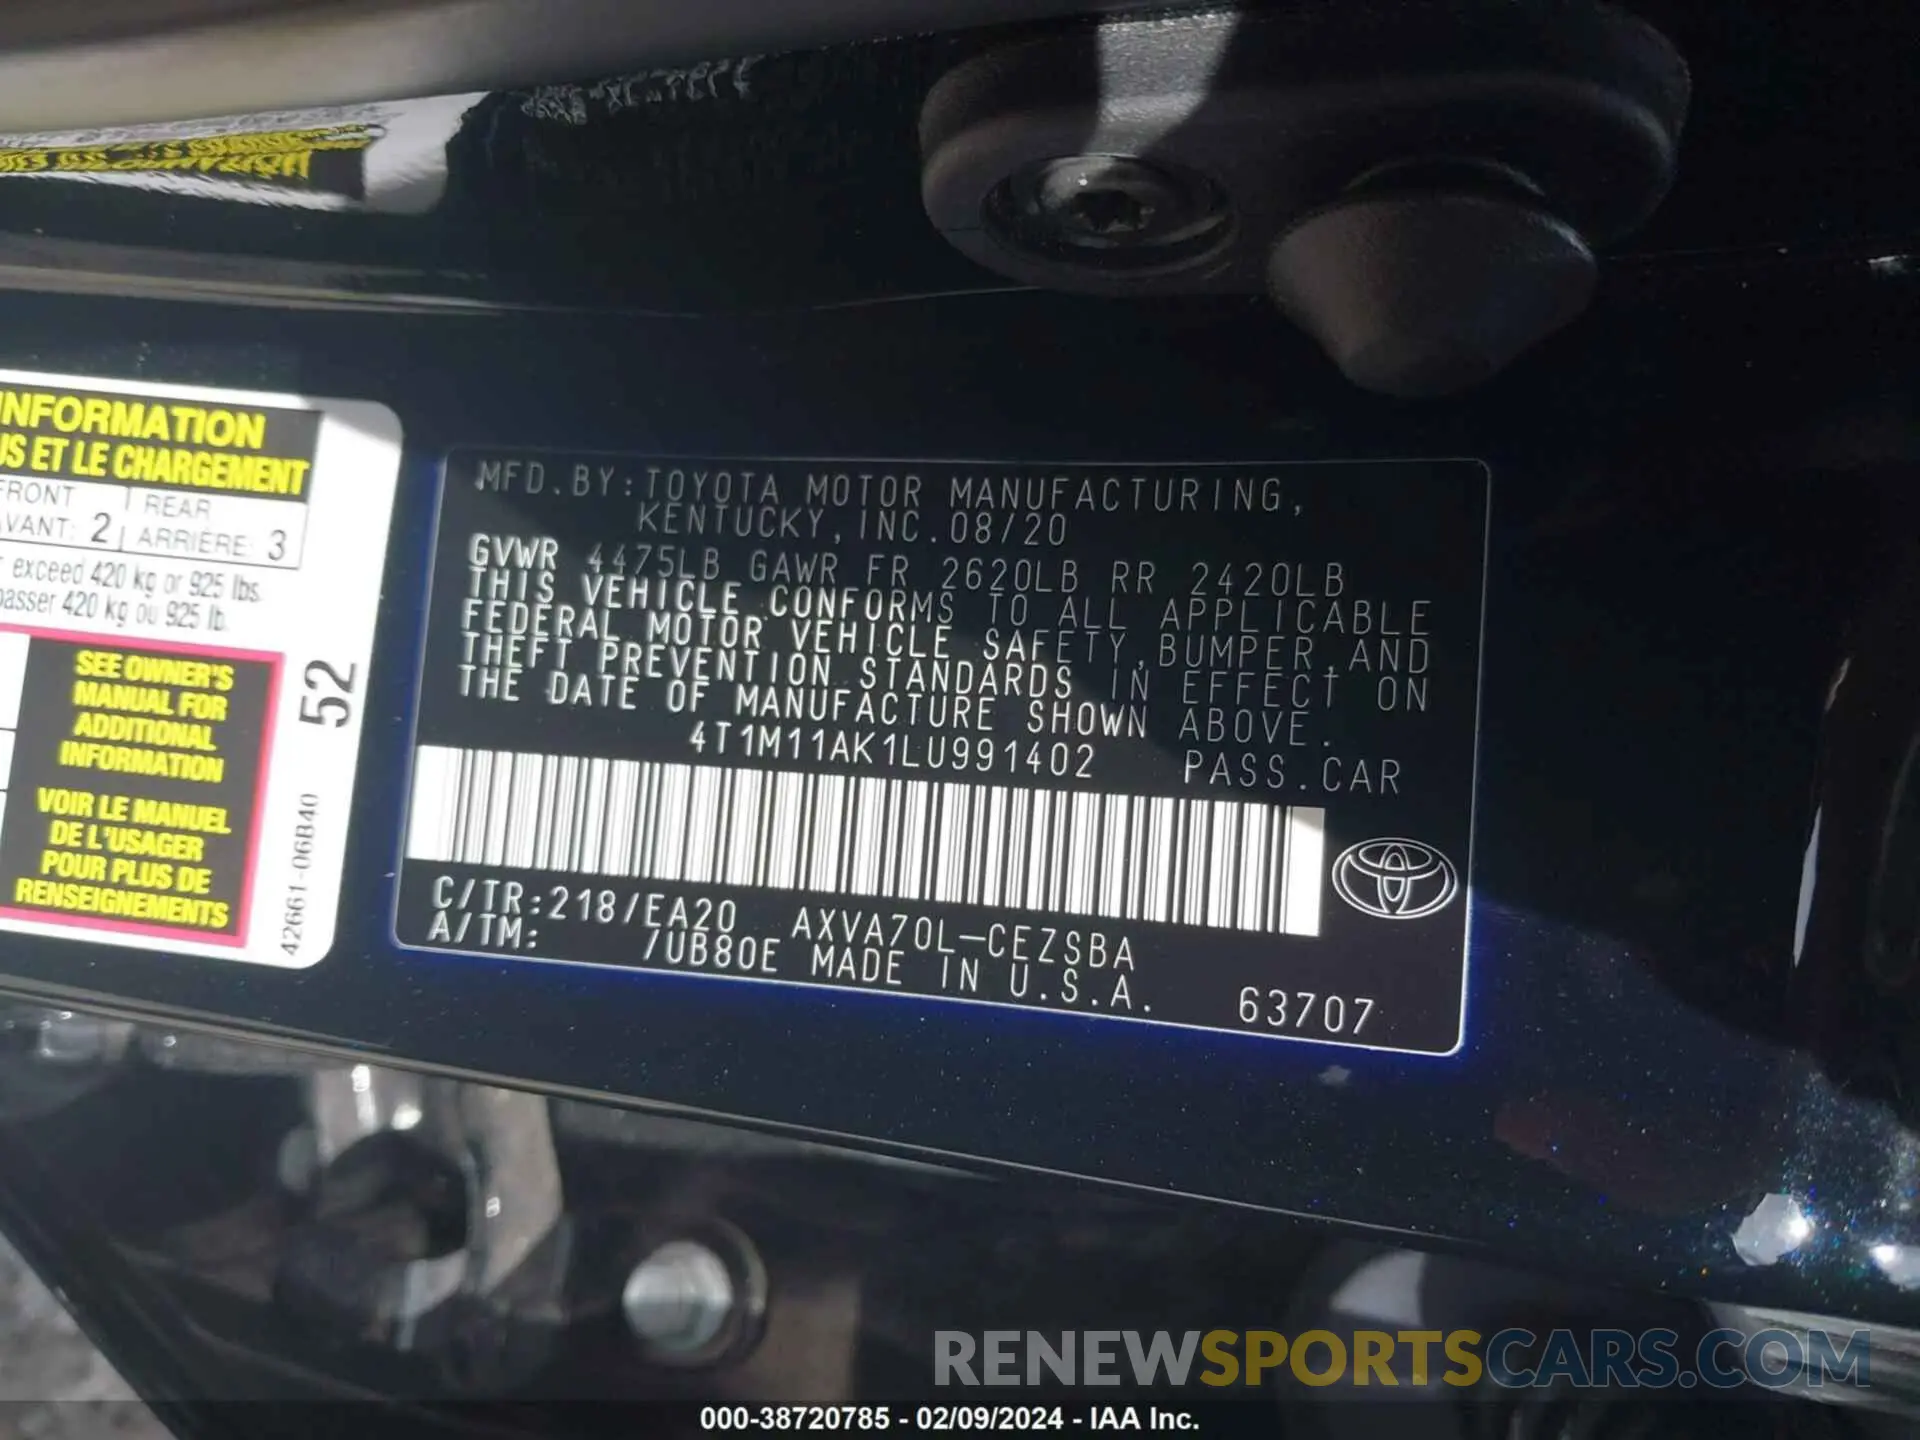 INFORMATION
US ET LE CHARGEMENT
FRONT REAR
AVANT: 2 ARRIÈRE: 3
exceed 420 kg or 925 lbs.
passer 420 kg ou 925 lb.
SEE OWNER'S
MANUAL FOR
ADDITIONAL
INFORMATION
VOIR LE MANUEL
DE L'USAGER
POUR PLUS DE
RENSEIGNEMENTS
52
42661-06B40
MFD.BY:TOYOTA MOTOR MANUFACTURING,
KENTUCKY,INC.08/20
GVWR 4475LB GAWR FR 2620LB RR 2420LB
THIS VEHICLE CONFORMS TO ALL APPLICABLE
FEDERAL MOTOR VEHICLE SAFETY,BUMPER,AND
THEFT PREVENTION STANDARDS IN EFFECT ON
THE DATE OF MANUFACTURE SHOWN ABOVE.
4T1M11AK1LU991402 PASS.CAR
C/TR:218/EA20 AXVA70L-CEZSBA
A/TM: /UB80E MADE IN U.S.A.
63707
RENEWSPORTSCARS.COM
000-38720785 - 02/09/2024 - IAA Inc.